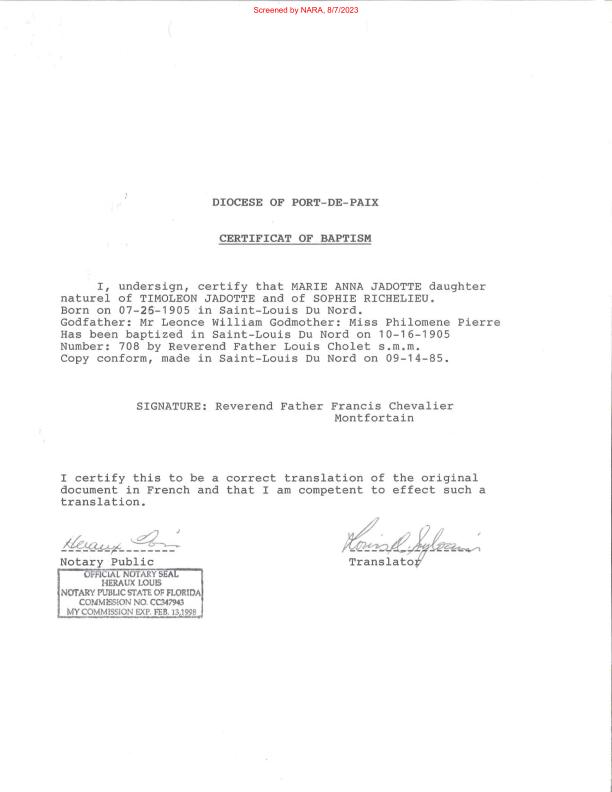 Screened by NARA, 8/7/2023
DIOCESE OF PORT-DE-PAIX
CERTIFICAT OF BAPTISM
I, undersign, certify that MARIE ANNA JADOTTE daughter
naturel of TIMOLEON JADOTTE and of SOPHIE RICHELIEU.
Born on 07-25-1905 in Saint-Louis Du Nord.
Godfather: Mr Leonce William Godmother: Miss Philomene Pierre
Has been baptized in Saint-Louis Du Nord on 10-16-1905
Number: 708 by Reverend Father Louis Cholet s.m.m.
Copy conform, made in Saint-Louis Du Nord on 09-14-85.
SIGNATURE: Reverend Father Francis Chevalier
Montfortain
I certify this to be a correct translation of the original
document in French and that I am competent to effect such a
translation.
Heraux
Notary Public
Translator
OFFICIAL NOTARY SEAL
HERAUX LOUIS
NOTARY PUBLIC STATE OF FLORIDA
COMMISSION NO. CC347943
MY COMMISSION EXP. FEB. 13,1998